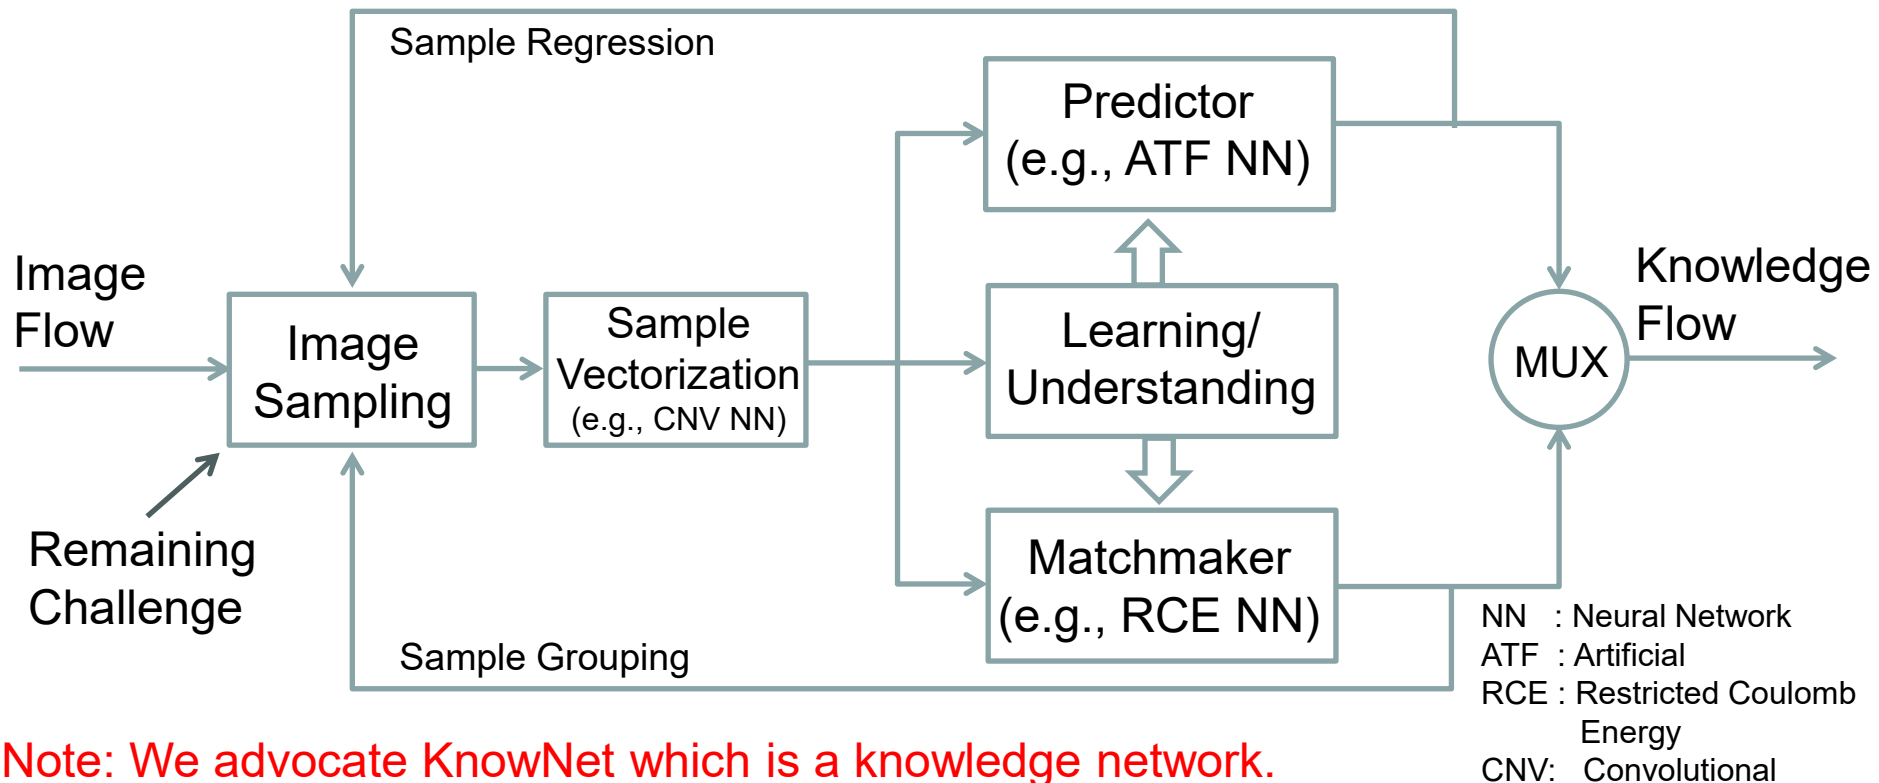 Sample Regression
Predictor
(e.g., ATF NN)
Image
Flow
Image
Sampling
Sample
Vectorization
(e.g., CNV NN)
Learning/
Understanding
MUX
Knowledge
Flow
Remaining
Challenge
Matchmaker
(e.g., RCE NN)
Sample Grouping
NN : Neural Network
ATF : Artificial
RCE : Restricted Coulomb
Energy
CNV: Convolutional
Note: We advocate KnowNet which is a knowledge network.